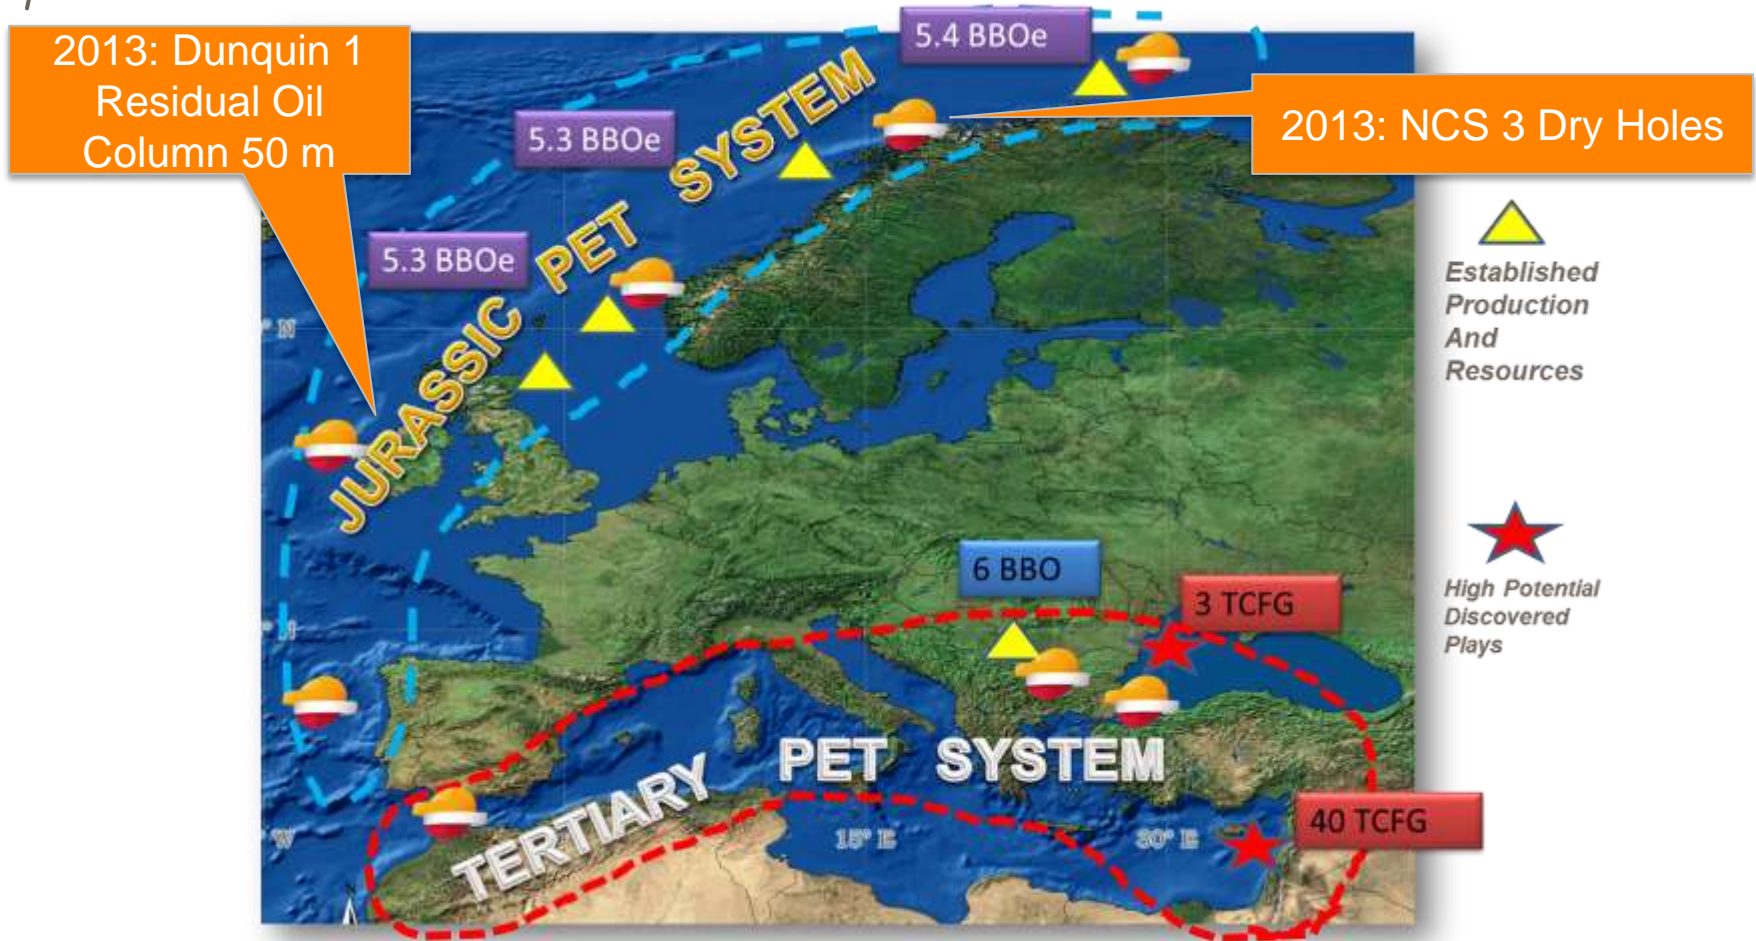 2013: Dunquin 1
Residual Oil
Column 50 m
5.4 BBOe
2013: NCS 3 Dry Holes
5.3 BBOe
5.3 BBOe
JURASSIC PET SYSTEM
Established
Production
And
Resources
High Potential
Discovered
Plays
6 BBO
3 TCFG
TERTIARY PET SYSTEM
40 TCFG
15° E
30° E
° N
W
N